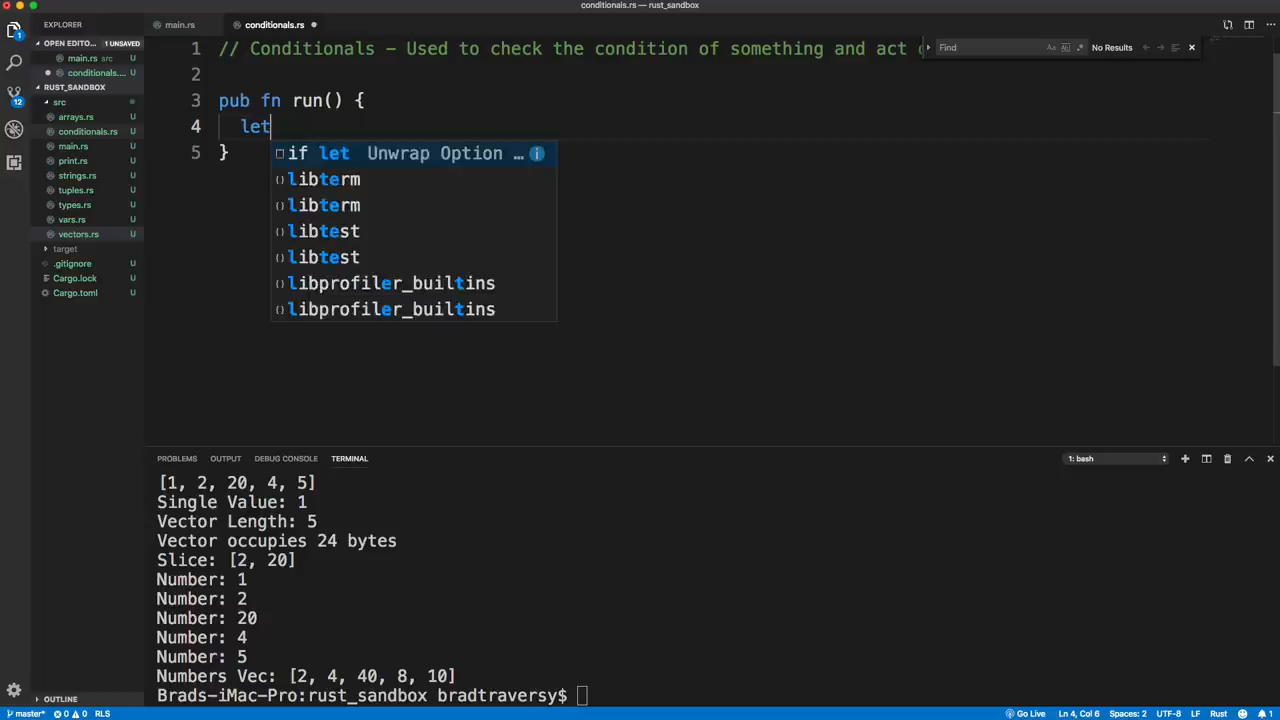 conditionals.rs — rust_sandbox
EXPLORER
main.rs
conditionals.rs
OPEN EDITO... 1 UNSAVED
main.rs src U
conditionals.... U
RUST_SANDBOX
src
arrays.rs U
conditionals.rs U
main.rs U
print.rs U
strings.rs U
tuples.rs U
types.rs U
vars.rs U
vectors.rs U
target
.gitignore U
Cargo.lock U
Cargo.toml U
OUTLINE
1
12
1 // Conditionals - Used to check the condition of something and act
2
3 pub fn run() {
4 let
5 }
Find
Aa
No Results
if let Unwrap Option …
libterm
libterm
libtest
libtest
libprofiler_builtins
libprofiler_builtins
PROBLEMS OUTPUT DEBUG CONSOLE TERMINAL
1: bash
[1, 2, 20, 4, 5]
Single Value: 1
Vector Length: 5
Vector occupies 24 bytes
Slice: [2, 20]
Number: 1
Number: 2
Number: 20
Number: 4
Number: 5
Numbers Vec: [2, 4, 40, 8, 10]
Brads-iMac-Pro:rust_sandbox bradtraversy$
master* 0 0 RLS
Go Live Ln 4, Col 6 Spaces: 2 UTF-8 LF Rust 1